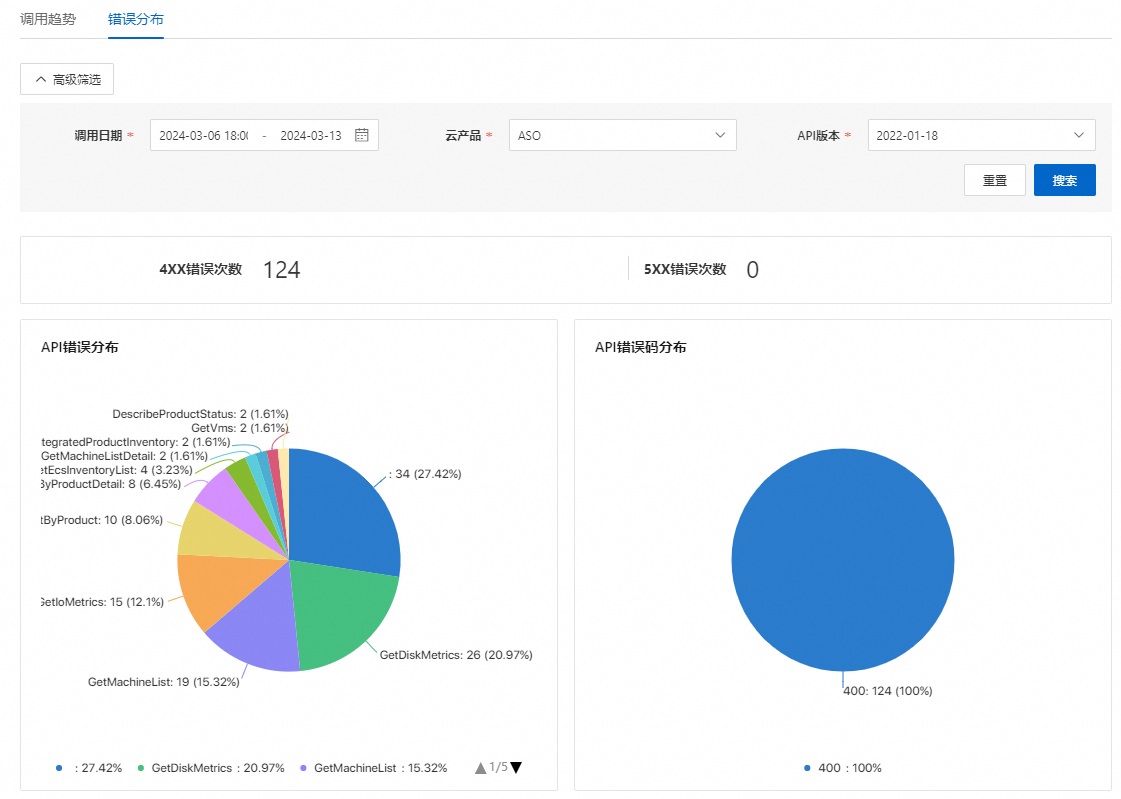 调用趋势 错误分布
高级筛选
调用日期 * 2024-03-06 18:00 - 2024-03-13 云产品 * ASO API版本 * 2022-01-18
重置 搜索
4XX错误次数 124 5XX错误次数 0
API错误分布
DescribeProductStatus: 2 (1.61%)
GetVms: 2 (1.61%)
tegratedProductInventory: 2 (1.61%)
GetMachineListDetail: 2 (1.61%)
etEcsInventoryList: 4 (3.23%)
ByProductDetail: 8 (6.45%)
tByProduct: 10 (8.06%)
GetIoMetrics: 15 (12.1%)
GetMachineList: 19 (15.32%)
: 34 (27.42%)
GetDiskMetrics: 26 (20.97%)
: 27.42% GetDiskMetrics : 20.97% GetMachineList : 15.32% 1/5
API错误码分布
400: 124 (100%)
400 : 100%